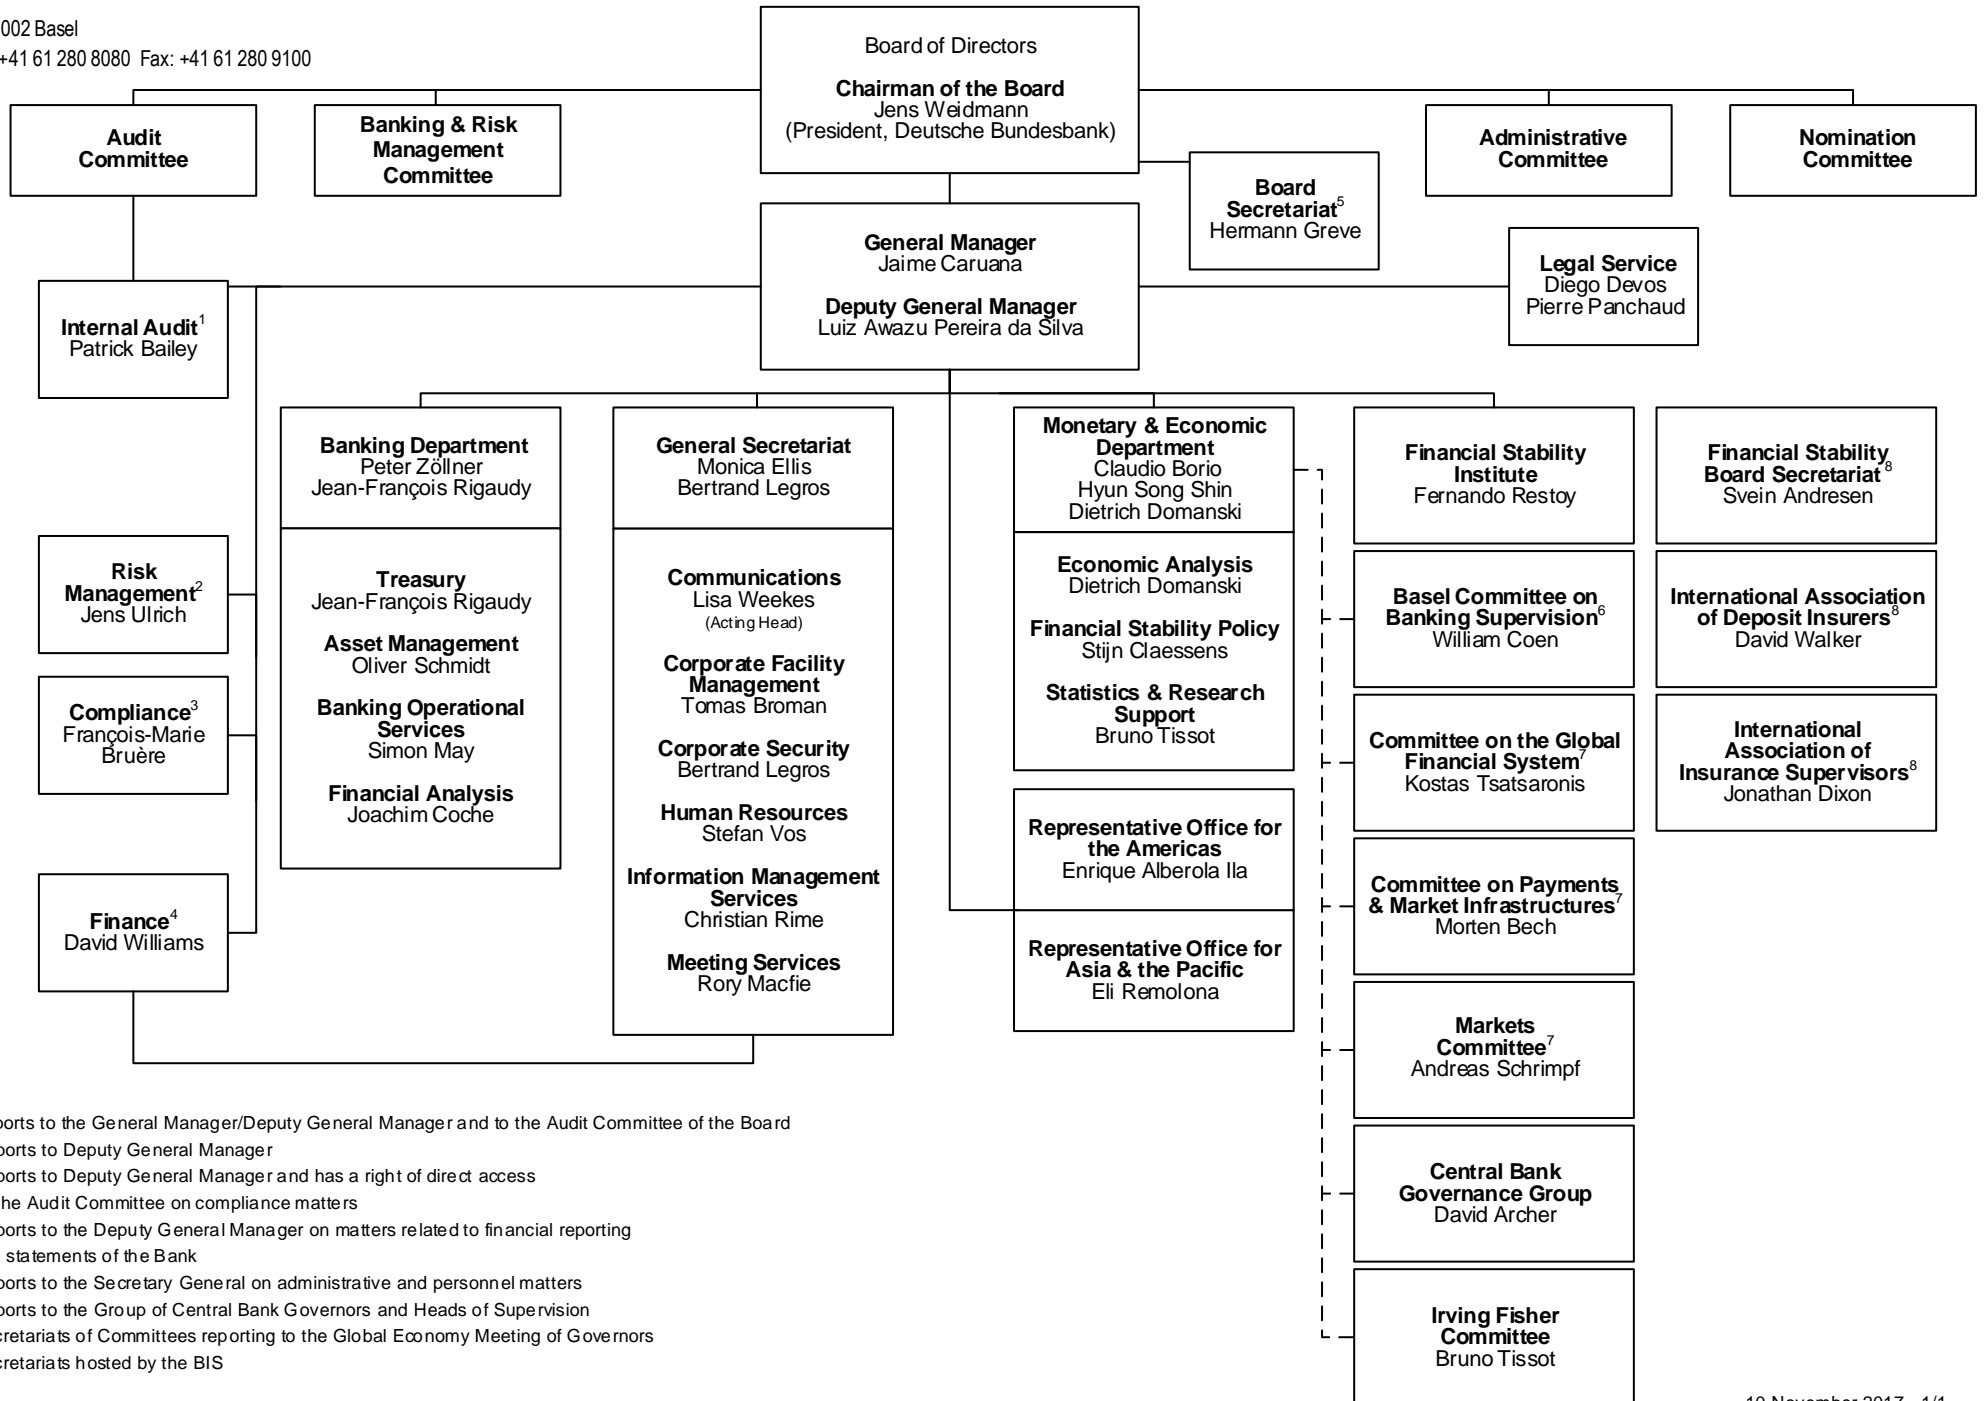 002 Basel
+41 61 280 8080 Fax: +41 61 280 9100
Board of Directors
Chairman of the Board
Jens Weidmann
(President, Deutsche Bundesbank)
Audit
Committee
Banking & Risk
Management
Committee
Administrative
Committee
Nomination
Committee
Board
Secretariat5
Hermann Greve
General Manager
Jaime Caruana
Deputy General Manager
Luiz Awazu Pereira da Silva
Legal Service
Diego Devos
Pierre Panchaud
Internal Audit1
Patrick Bailey
Risk
Management2
Jens Ulrich
Compliance3
François-Marie
Bruère
Finance4
David Williams
Banking Department
Peter Zöllner
Jean-François Rigaudy
Treasury
Jean-François Rigaudy
Asset Management
Oliver Schmidt
Banking Operational
Services
Simon May
Financial Analysis
Joachim Coche
General Secretariat
Monica Ellis
Bertrand Legros
Communications
Lisa Weekes
(Acting Head)
Corporate Facility
Management
Tomas Broman
Corporate Security
Bertrand Legros
Human Resources
Stefan Vos
Information Management
Services
Christian Rime
Meeting Services
Rory Macfie
Monetary & Economic
Department
Claudio Borio
Hyun Song Shin
Dietrich Domanski
Economic Analysis
Dietrich Domanski
Financial Stability Policy
Stijn Claessens
Statistics & Research
Support
Bruno Tissot
Representative Office for
the Americas
Enrique Alberola Ila
Representative Office for
Asia & the Pacific
Eli Remolona
Financial Stability
Institute
Fernando Restoy
Basel Committee on
Banking Supervision6
William Coen
Committee on the Global
Financial System7
Kostas Tsatsaronis
Committee on Payments
& Market Infrastructures7
Morten Bech
Markets
Committee7
Andreas Schrimpf
Central Bank
Governance Group
David Archer
Irving Fisher
Committee
Bruno Tissot
Financial Stability
Board Secretariat8
Svein Andresen
International Association
of Deposit Insurers8
David Walker
International
Association of
Insurance Supervisors8
Jonathan Dixon
ports to the General Manager/Deputy General Manager and to the Audit Committee of the Board
ports to Deputy General Manager
ports to Deputy General Manager and has a right of direct access
he Audit Committee on compliance matters
ports to the Deputy General Manager on matters related to financial reporting
statements of the Bank
ports to the Secretary General on administrative and personnel matters
ports to the Group of Central Bank Governors and Heads of Supervision
cretariats of Committees reporting to the Global Economy Meeting of Governors
cretariats hosted by the BIS
November 2017 1/1